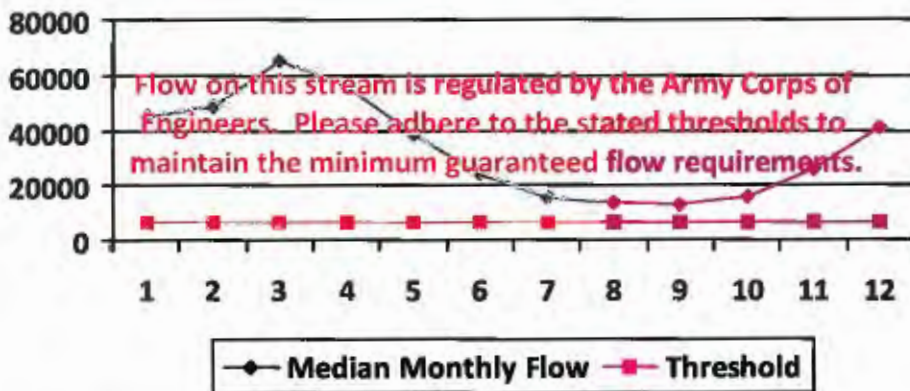 80000
60000
40000
20000
0
Flow on this stream is regulated by the Army Corps of
Engineers. Please adhere to the stated thresholds to
maintain the minimum guaranteed flow requirements.
1 2 3 4 5 6 7 8 9 10 11 12
Median Monthly Flow Threshold